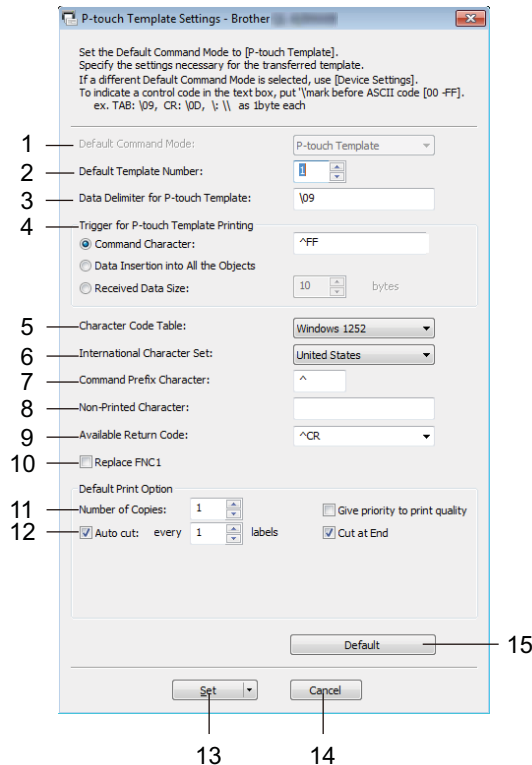 P-touch Template Settings - Brother
Set the Default Command Mode to [P-touch Template].
Specify the settings necessary for the transferred template.
If a different Default Command Mode is selected, use [Device Settings].
To indicate a control code in the text box, put '\'mark before ASCII code [00 -FF].
ex. TAB: \09, CR: \0D, \: \\ as 1byte each
1 Default Command Mode: P-touch Template
2 Default Template Number: 1
3 Data Delimiter for P-touch Template: \09
4 Trigger for P-touch Template Printing
Command Character: ^FF
Data Insertion into All the Objects
Received Data Size: 10 bytes
5 Character Code Table: Windows 1252
6 International Character Set: United States
7 Command Prefix Character: ^
8 Non-Printed Character:
9 Available Return Code: ^CR
10 Replace FNC1
Default Print Option
11 Number of Copies: 1 Give priority to print quality
12 Auto cut: every 1 labels Cut at End
Default 15
Set Cancel
13 14